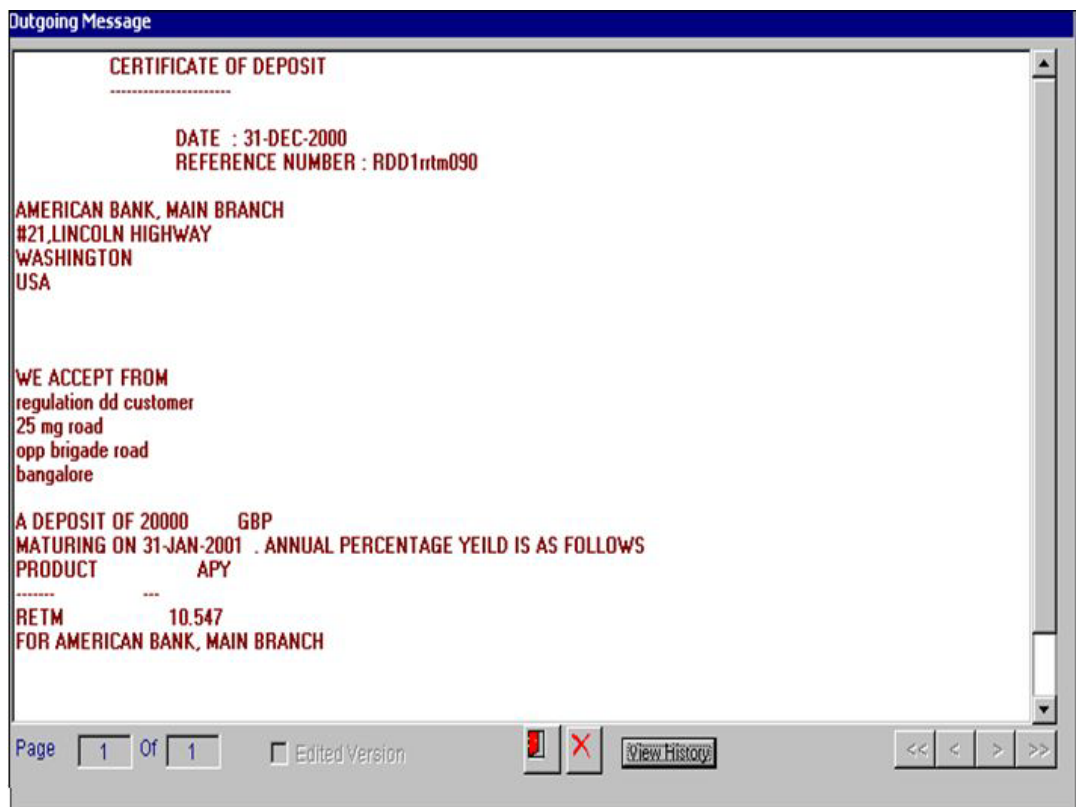 Outgoing Message
CERTIFICATE OF DEPOSIT
----------------------
DATE : 31-DEC-2000
REFERENCE NUMBER : RDD1rrtm090
AMERICAN BANK, MAIN BRANCH
#21,LINCOLN HIGHWAY
WASHINGTON
USA
WE ACCEPT FROM
regulation dd customer
25 mg road
opp brigade road
bangalore
A DEPOSIT OF 20000 GBP
MATURING ON 31-JAN-2001 . ANNUAL PERCENTAGE YEILD IS AS FOLLOWS
PRODUCT APY
------- ---
RETM 10.547
FOR AMERICAN BANK, MAIN BRANCH
Page 1 Of 1 Edited Version View History << < > >>